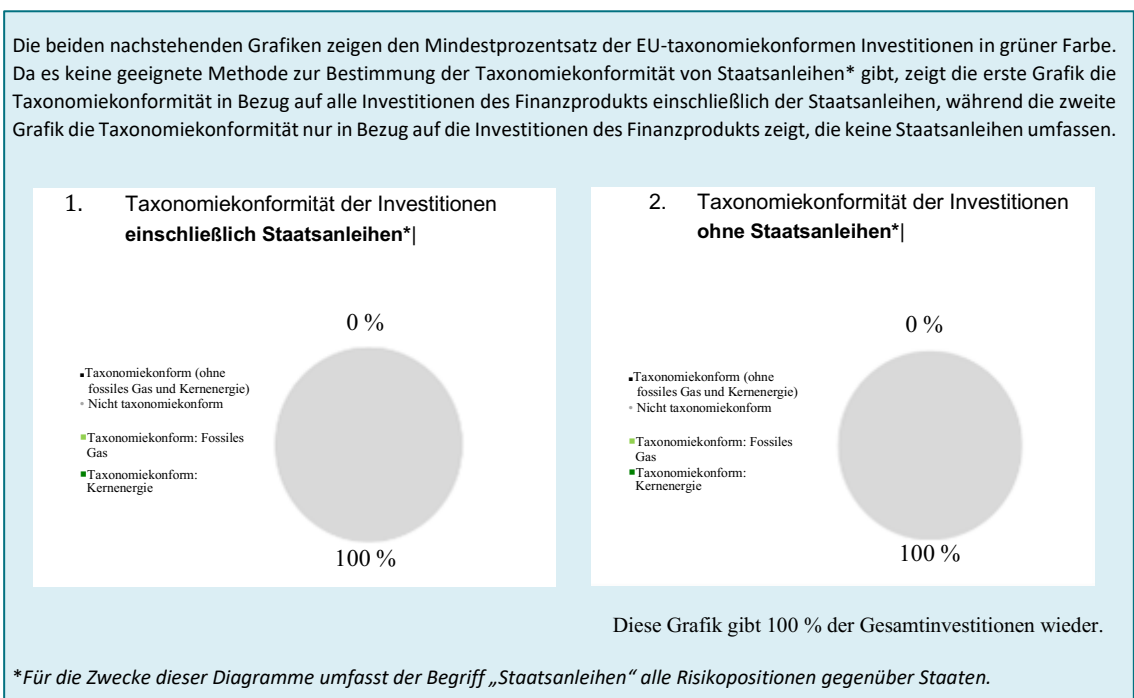 Die beiden nachstehenden Grafiken zeigen den Mindestprozentsatz der EU-taxonomiekonformen Investitionen in grüner Farbe.
Da es keine geeignete Methode zur Bestimmung der Taxonomiekonformität von Staatsanleihen* gibt, zeigt die erste Grafik die
Taxonomiekonformität in Bezug auf alle Investitionen des Finanzprodukts einschließlich der Staatsanleihen, während die zweite
Grafik die Taxonomiekonformität nur in Bezug auf die Investitionen des Finanzprodukts zeigt, die keine Staatsanleihen umfassen.
1. Taxonomiekonformität der Investitionen
einschließlich Staatsanleihen*|
0 %
Taxonomiekonform (ohne
fossiles Gas und Kernenergie)
Nicht taxonomiekonform
Taxonomiekonform: Fossiles
Gas
Taxonomiekonform:
Kernenergie
100 %
2. Taxonomiekonformität der Investitionen
ohne Staatsanleihen*|
0 %
Taxonomiekonform (ohne
fossiles Gas und Kernenergie)
Nicht taxonomiekonform
Taxonomiekonform: Fossiles
Gas
Taxonomiekonform:
Kernenergie
100 %
Diese Grafik gibt 100 % der Gesamtinvestitionen wieder.
*Für die Zwecke dieser Diagramme umfasst der Begriff „Staatsanleihen“ alle Risikopositionen gegenüber Staaten.